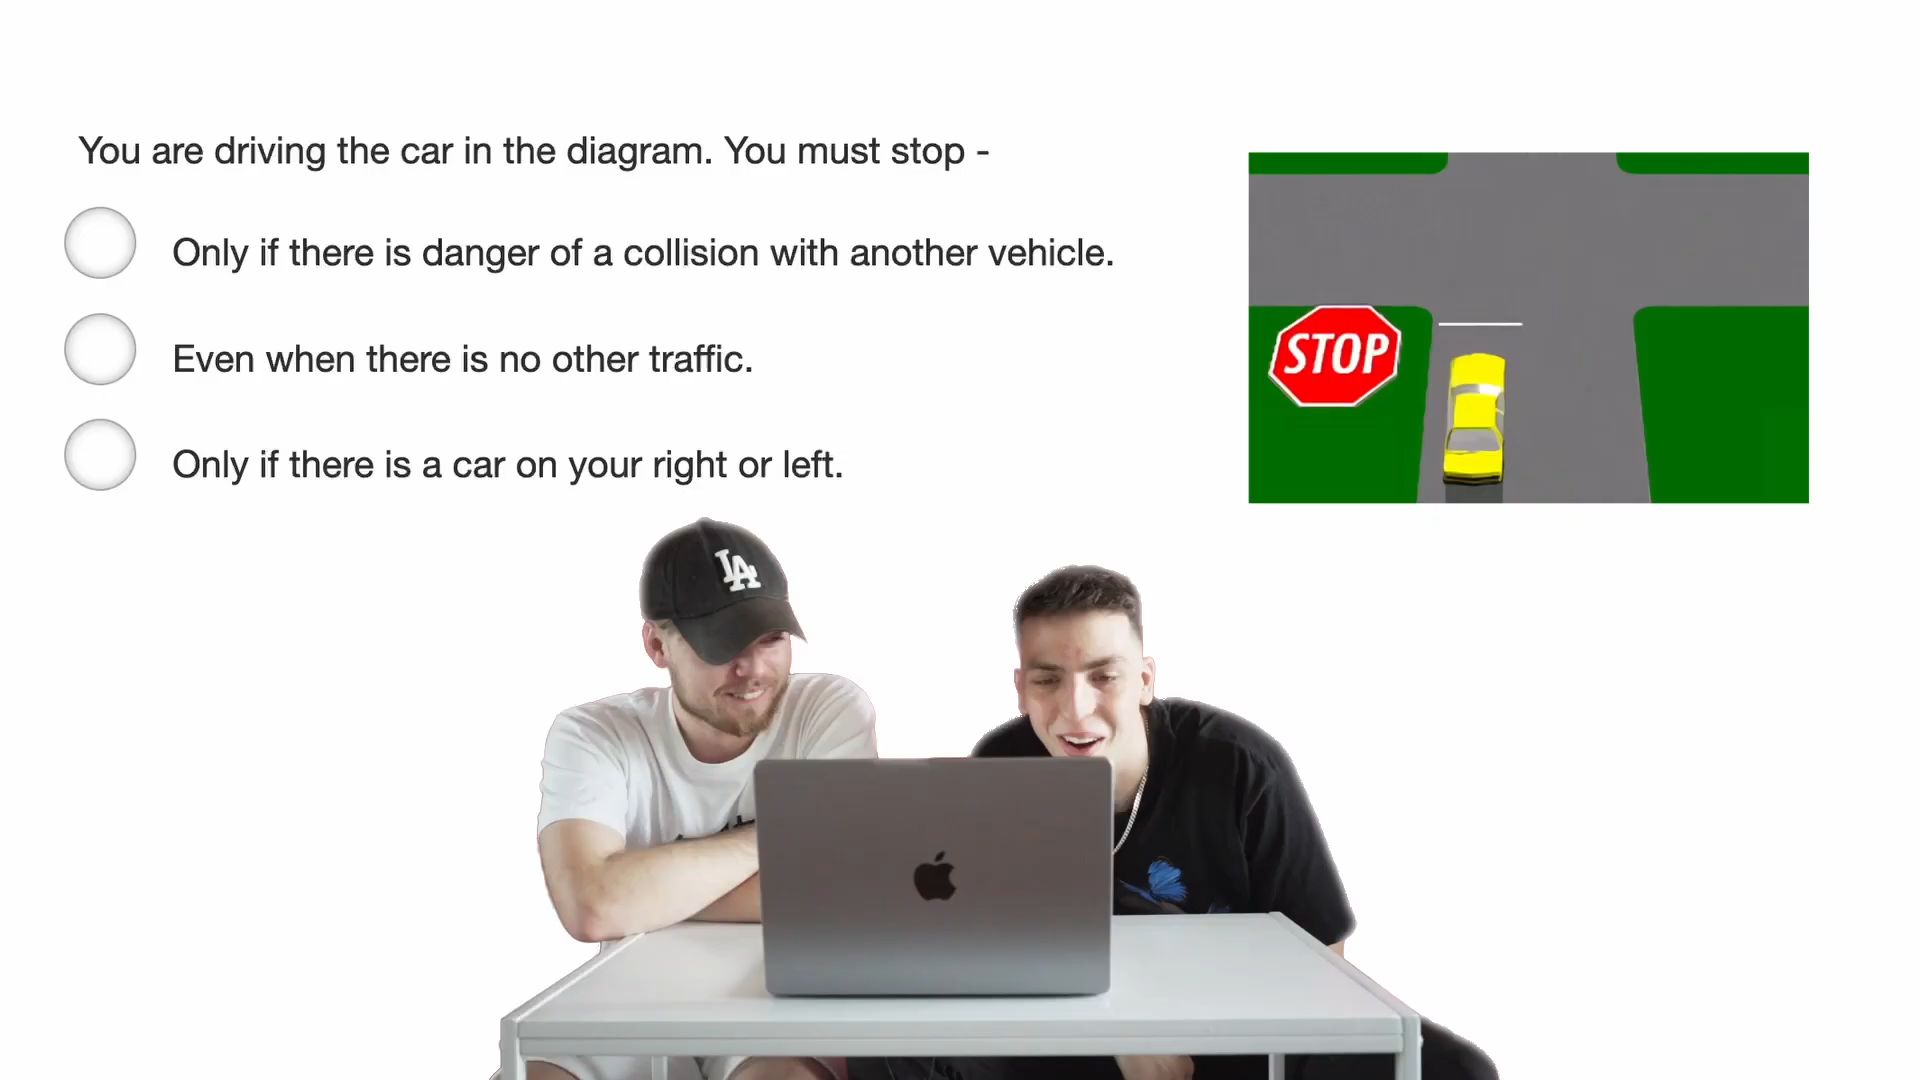 You are driving the car in the diagram. You must stop -
Only if there is danger of a collision with another vehicle.
Even when there is no other traffic.
Only if there is a car on your right or left.
STOP
LA